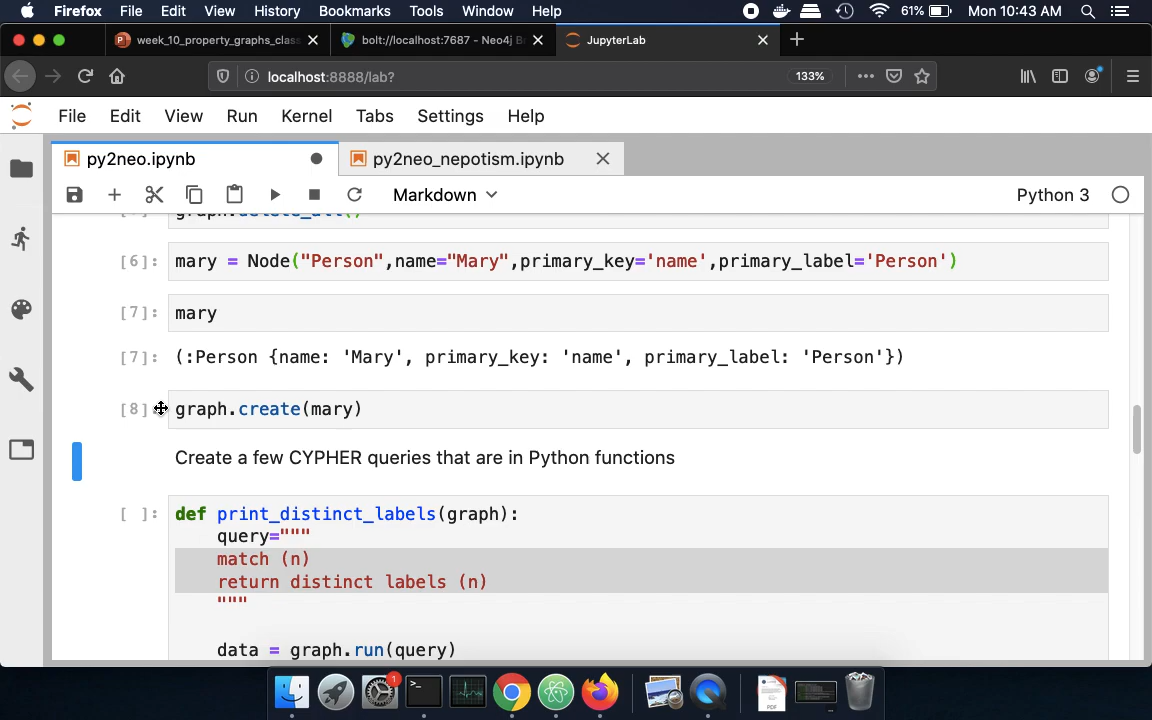 Firefox File Edit View History Bookmarks Tools Window Help 61% Mon 10:43 AM
week_10_property_graphs_clas bolt://localhost:7687 - Neo4j B JupyterLab
localhost:8888/lab? 133%
File Edit View Run Kernel Tabs Settings Help
py2neo.ipynb py2neo_nepotism.ipynb
Markdown Python 3
[6]: mary = Node("Person",name="Mary",primary_key='name',primary_label='Person')
[7]: mary
[7]: (:Person {name: 'Mary', primary_key: 'name', primary_label: 'Person'})
[8] graph.create(mary)
Create a few CYPHER queries that are in Python functions
[ ]: def print_distinct_labels(graph):
query="""
match (n)
return distinct labels (n)
"""
data = graph.run(query)
1
PDF